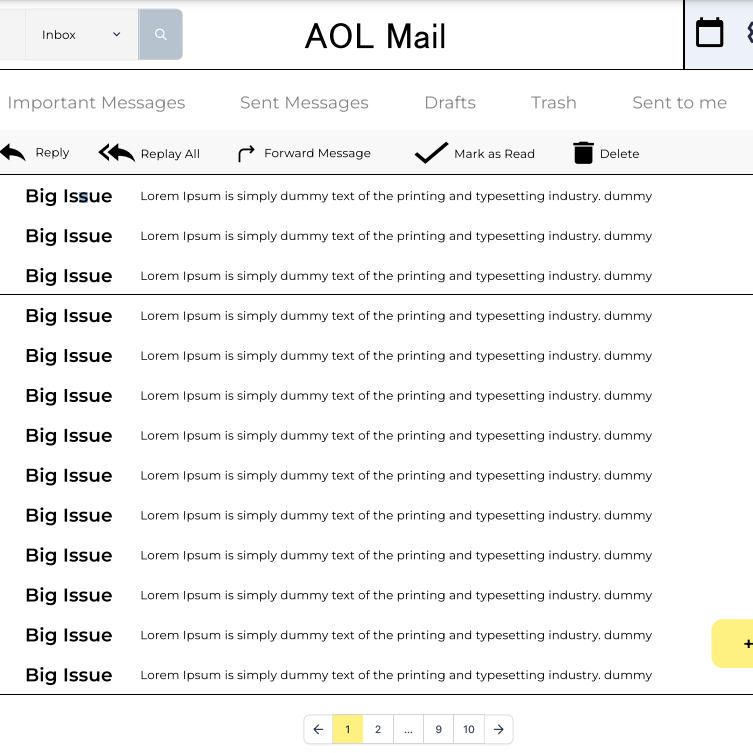 Inbox
AOL Mail
Important Messages Sent Messages Drafts Trash Sent to me
Reply Replay All Forward Message Mark as Read Delete
Big Issue Lorem Ipsum is simply dummy text of the printing and typesetting industry. dummy
Big Issue Lorem Ipsum is simply dummy text of the printing and typesetting industry. dummy
Big Issue Lorem Ipsum is simply dummy text of the printing and typesetting industry. dummy
Big Issue Lorem Ipsum is simply dummy text of the printing and typesetting industry. dummy
Big Issue Lorem Ipsum is simply dummy text of the printing and typesetting industry. dummy
Big Issue Lorem Ipsum is simply dummy text of the printing and typesetting industry. dummy
Big Issue Lorem Ipsum is simply dummy text of the printing and typesetting industry. dummy
Big Issue Lorem Ipsum is simply dummy text of the printing and typesetting industry. dummy
Big Issue Lorem Ipsum is simply dummy text of the printing and typesetting industry. dummy
Big Issue Lorem Ipsum is simply dummy text of the printing and typesetting industry. dummy
Big Issue Lorem Ipsum is simply dummy text of the printing and typesetting industry. dummy
Big Issue Lorem Ipsum is simply dummy text of the printing and typesetting industry. dummy
Big Issue Lorem Ipsum is simply dummy text of the printing and typesetting industry. dummy
+
← 1 2 ... 9 10 →